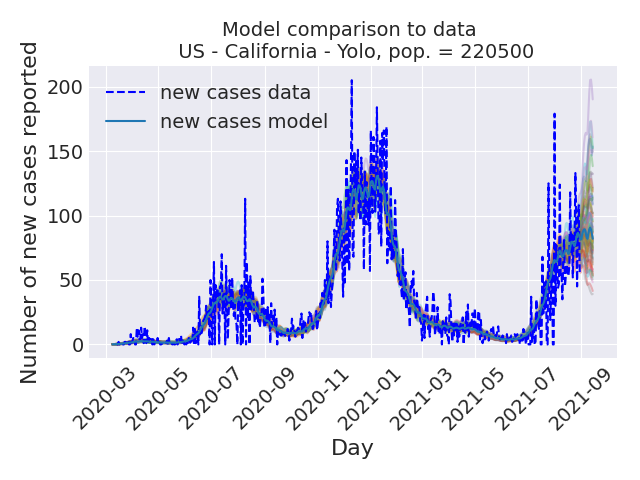 Model comparison to data
US - California - Yolo, pop. = 220500
Number of new cases reported
200
150
100
50
0
new cases data
new cases model
2020-03
2020-05
2020-07
2020-09
2020-11
2021-01
2021-03
2021-05
2021-07
2021-09
Day